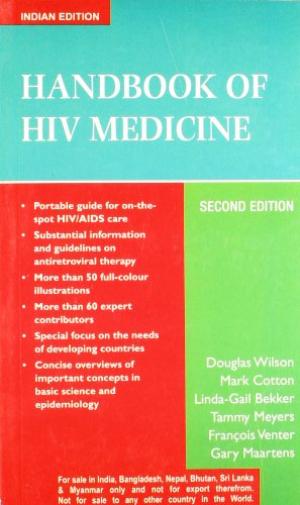 INDIAN EDITION
HANDBOOK OF
HIV MEDICINE
• Portable guide for on-the-
spot HIV/AIDS care
• Substantial information
and guidelines on
antiretroviral therapy
• More than 50 full-colour
illustrations
• More than 60 expert
contributors
• Special focus on the needs
of developing countries
• Concise overviews of
important concepts in
basic science and
epidemiology
SECOND EDITION
Douglas Wilson
Mark Cotton
Linda-Gail Bekker
Tammy Meyers
François Venter
Gary Maartens
For sale in India, Bangladesh, Nepal, Bhutan, Sri Lanka
& Myanmar only and not for export therefrom.
Not for sale to any other country in the World.